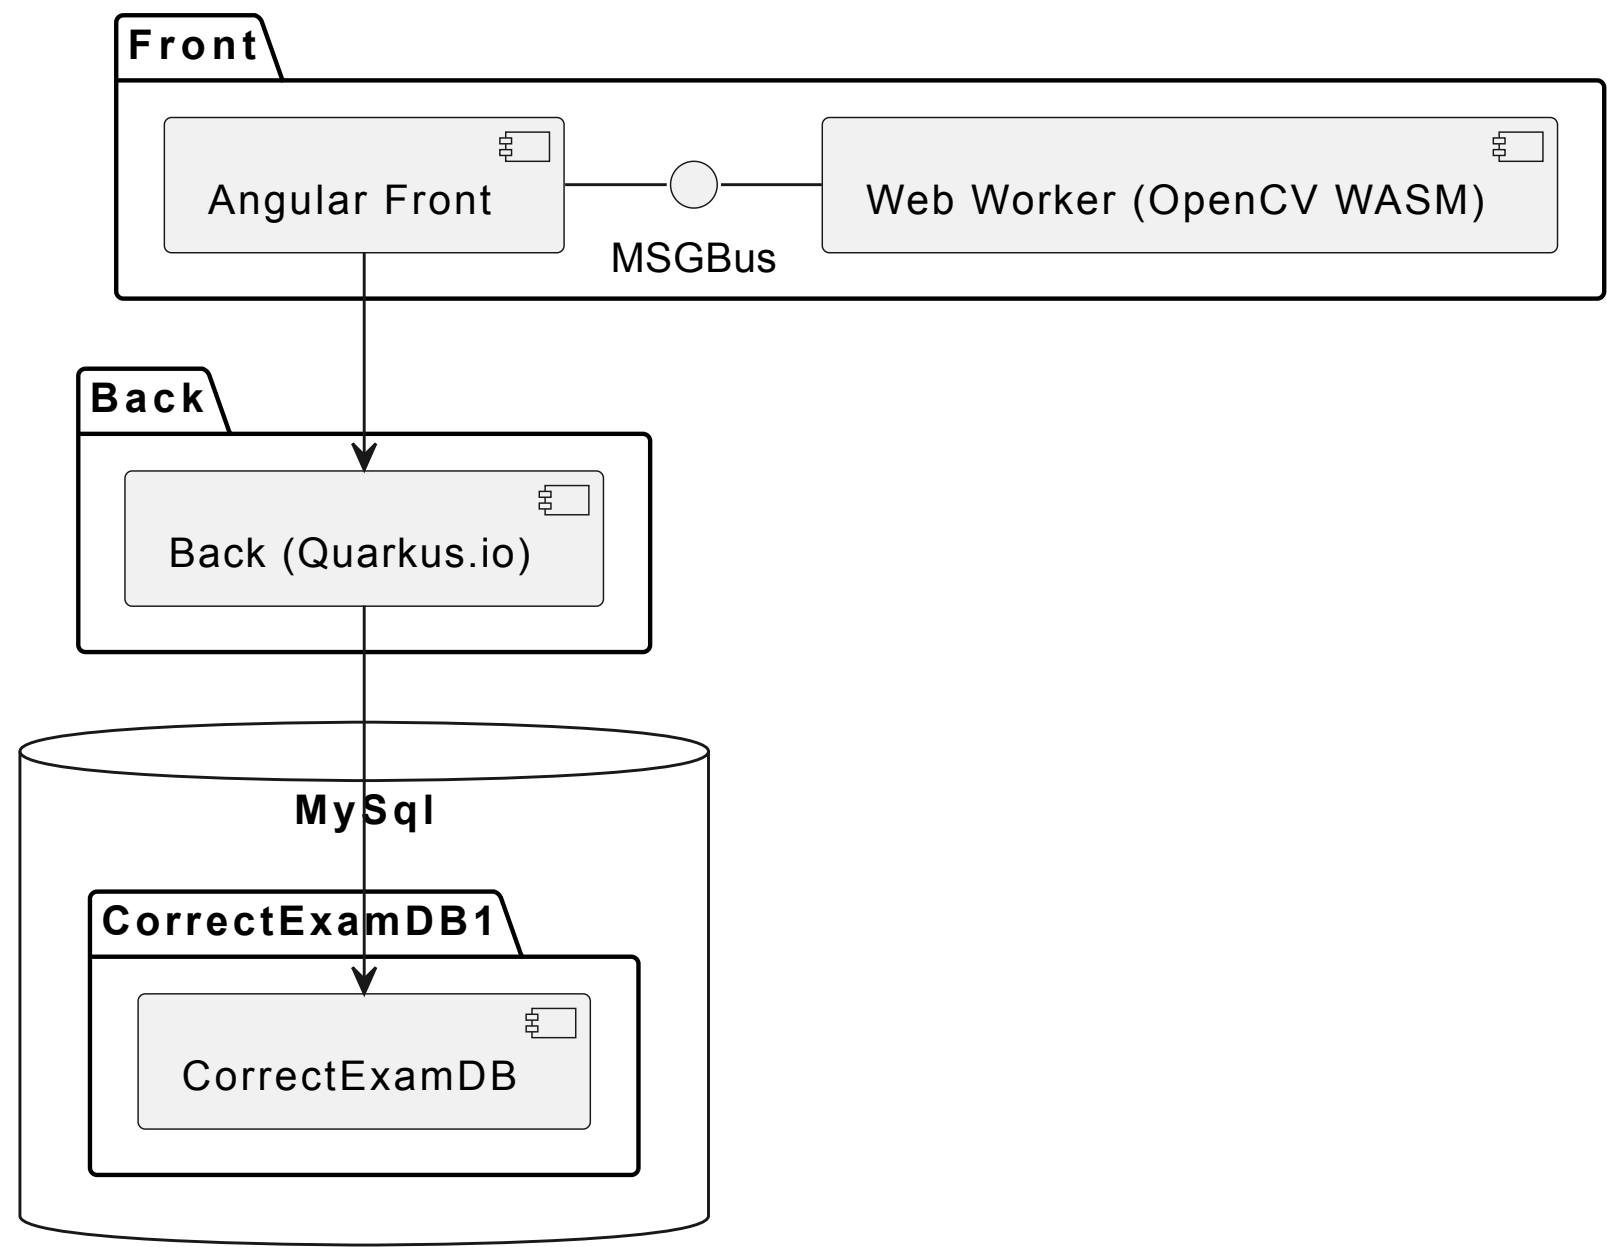 Front
Angular Front
Web Worker (OpenCV WASM)
MSGBus
Back
Back (Quarkus.io)
MySql
CorrectExamDB1
CorrectExamDB